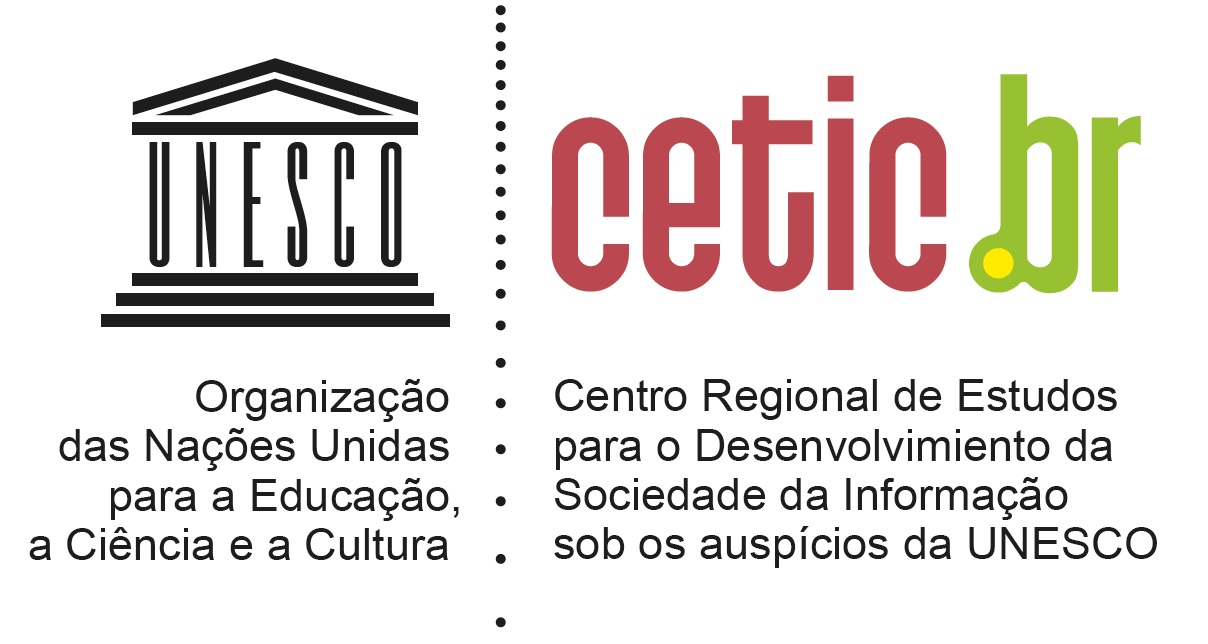 UNESCO
Organização
das Nações Unidas
para a Educação,
a Ciência e a Cultura
cetic.br
Centro Regional de Estudos
para o Desenvolvimento da
Sociedade da Informação
sob os auspícios da UNESCO